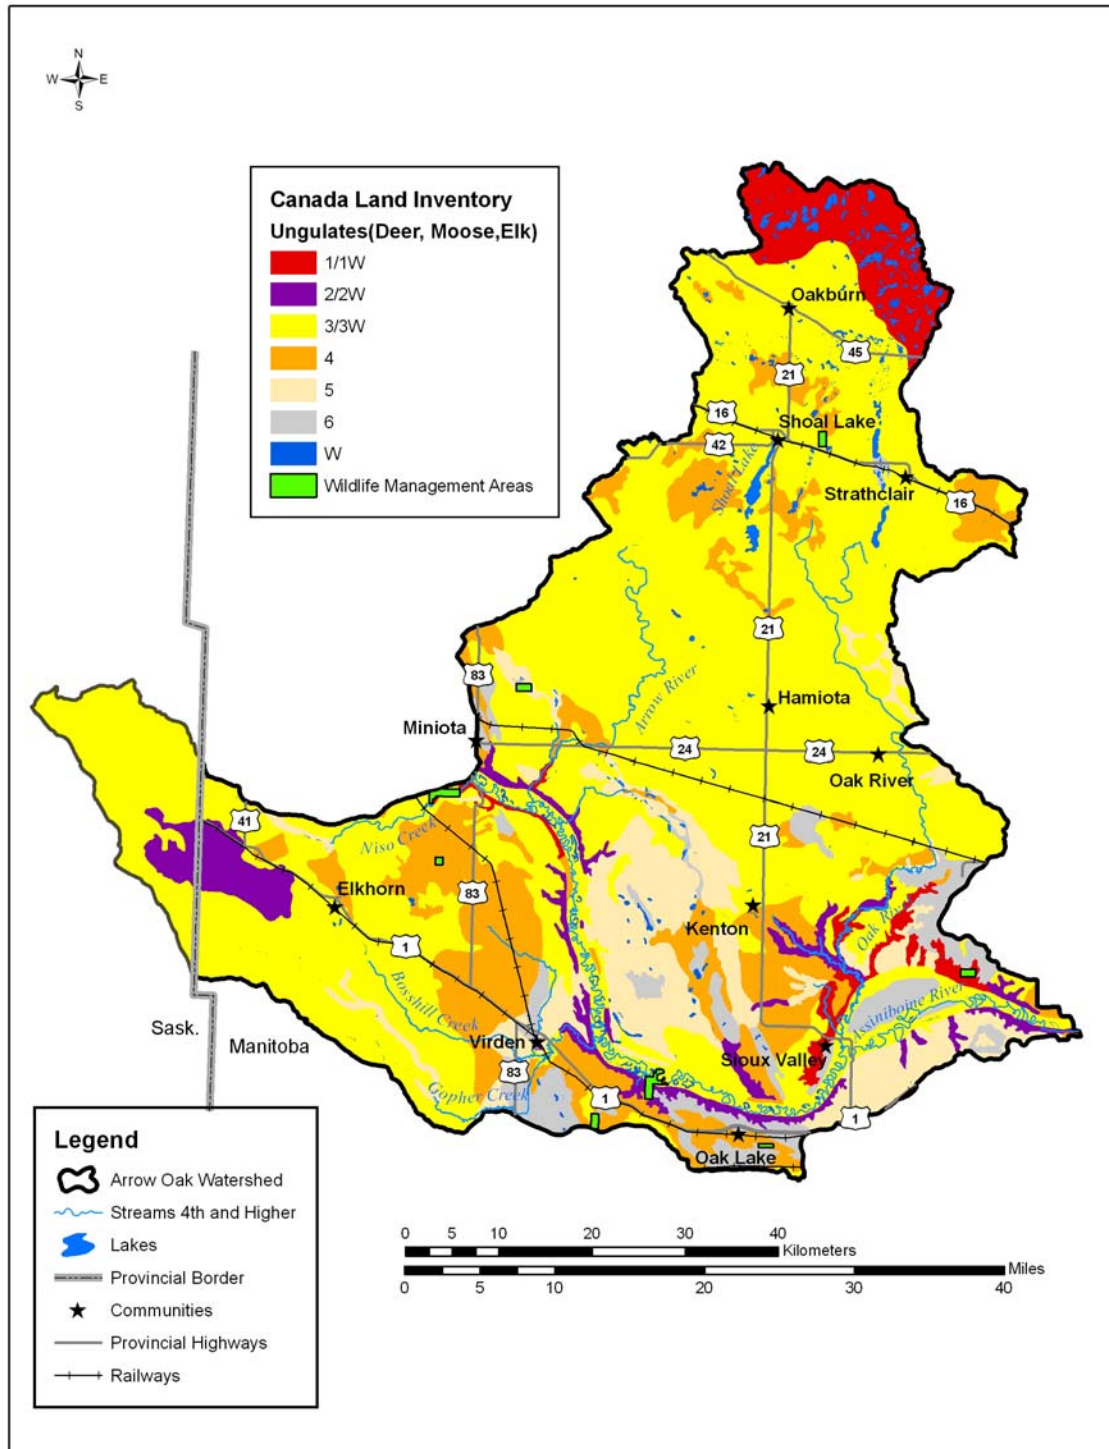 N
W E
S
Canada Land Inventory
Ungulates(Deer, Moose,Elk)
1/1W
2/2W
3/3W
4
5
6
W
Wildlife Management Areas
Oakburn
45
21
16
Shoal Lake
42
Shoal Lake
Strathclair
16
21
83
Arrow River
Hamiota
Miniota
24
24
Oak River
41
Niso Creek
21
83
Elkhorn
Kenton
Oak River
1
Bosshill Creek
Assiniboine River
Sask.
Manitoba
Virden
Sioux Valley
83
Gopher Creek
1
1
Oak Lake
Legend
Arrow Oak Watershed
Streams 4th and Higher
Lakes
Provincial Border
Communities
Provincial Highways
Railways
0 5 10 20 30 40
Kilometers
Miles
0 5 10 20 30 40